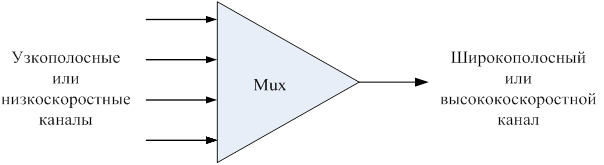 Узкополосные
или
низкоскоростные
каналы
Mux
Широкополосный
или
высококоскоростной
канал